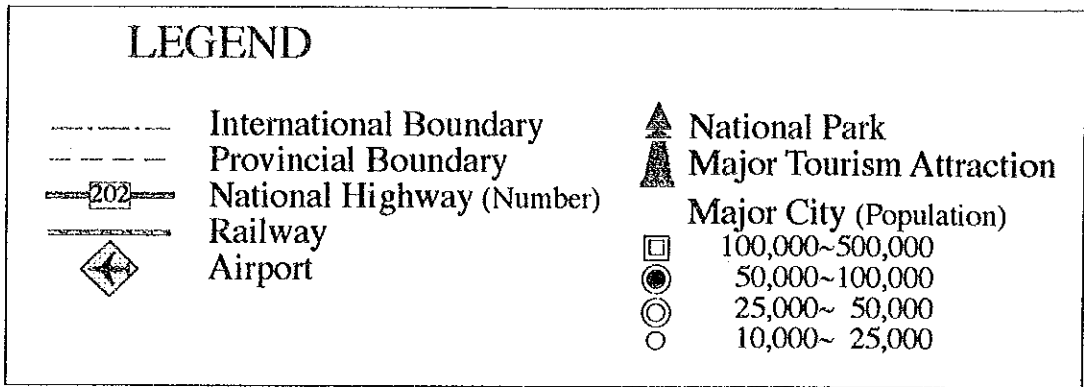 LEGEND
International Boundary
Provincial Boundary
202 National Highway (Number)
Railway
Airport
National Park
Major Tourism Attraction
Major City (Population)
100,000~500,000
50,000~100,000
25,000~ 50,000
10,000~ 25,000